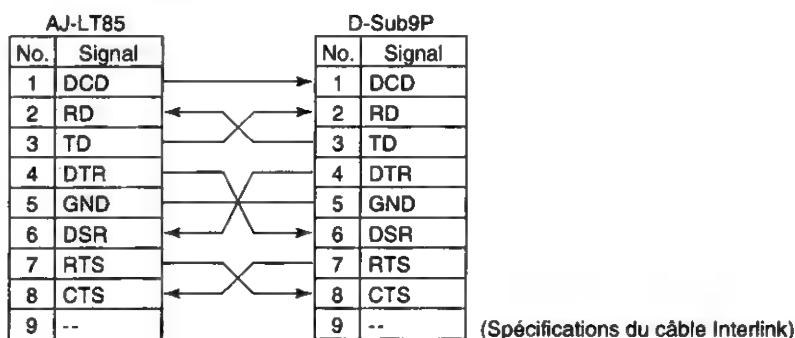 AJ-LT85 D-Sub9P
No. Signal No. Signal
1 DCD 1 DCD
2 RD 2 RD
3 TD 3 TD
4 DTR 4 DTR
5 GND 5 GND
6 DSR 6 DSR
7 RTS 7 RTS
8 CTS 8 CTS
9 -- 9 -- (Spécifications du câble Interlink)